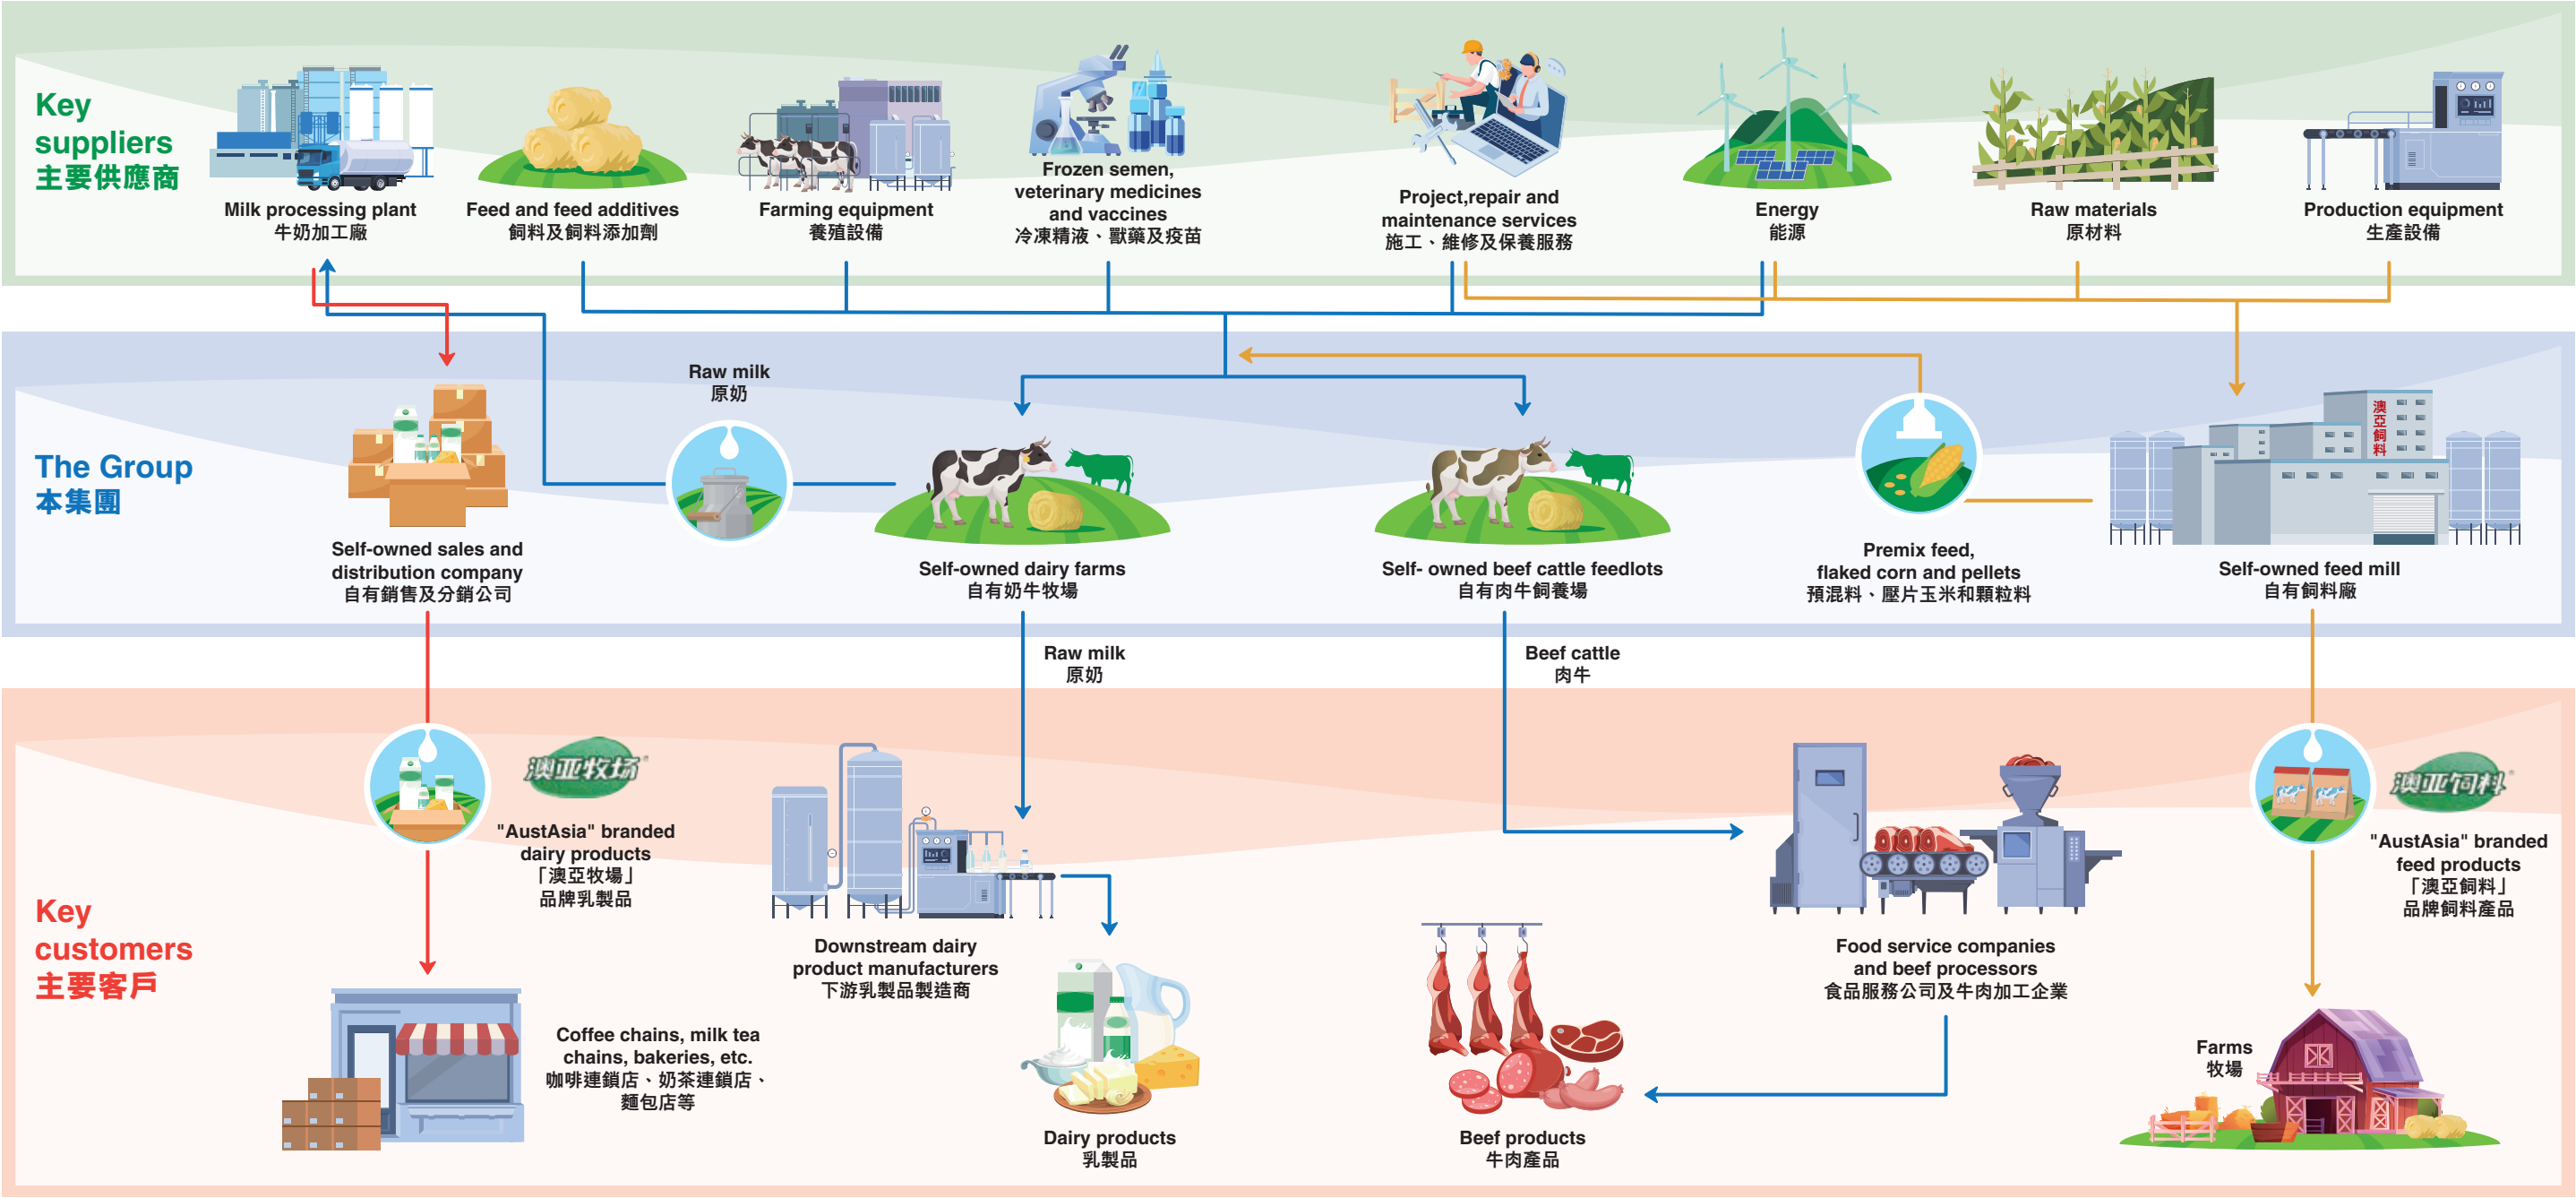 Key
suppliers
主要供應商
Milk processing plant
牛奶加工廠
Feed and feed additives
飼料及飼料添加劑
Farming equipment
養殖設備
Frozen semen,
veterinary medicines
and vaccines
冷凍精液、獸藥及疫苗
Project,repair and
maintenance services
施工、維修及保養服務
Energy
能源
Raw materials
原材料
Production equipment
生產設備
The Group
本集團
Self-owned sales and
distribution company
自有銷售及分銷公司
Raw milk
原奶
Self-owned dairy farms
自有奶牛牧場
Self- owned beef cattle feedlots
自有肉牛飼養場
Premix feed,
flaked corn and pellets
預混料、壓片玉米和顆粒料
澳亞飼料
Self-owned feed mill
自有飼料廠
Raw milk
原奶
Beef cattle
肉牛
Key
customers
主要客戶
澳亚牧场
"AustAsia" branded
dairy products
「澳亞牧場」
品牌乳製品
Coffee chains, milk tea
chains, bakeries, etc.
咖啡連鎖店、奶茶連鎖店、
麵包店等
Downstream dairy
product manufacturers
下游乳製品製造商
Dairy products
乳製品
Beef products
牛肉產品
Food service companies
and beef processors
食品服務公司及牛肉加工企業
澳亚饲料
"AustAsia" branded
feed products
「澳亞飼料」
品牌飼料產品
Farms
牧場